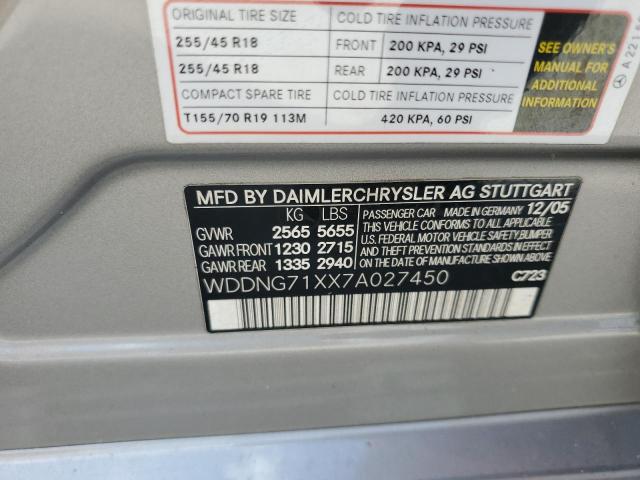 ORIGINAL TIRE SIZE COLD TIRE INFLATION PRESSURE
255/45 R18 FRONT 200 KPA, 29 PSI
255/45 R18 REAR 200 KPA, 29 PSI
COMPACT SPARE TIRE COLD TIRE INFLATION PRESSURE
T155/70 R19 113M 420 KPA, 60 PSI
SEE OWNER'S
MANUAL FOR
ADDITIONAL
INFORMATION
A 221
MFD BY DAIMLERCHRYSLER AG STUTTGART
KG LBS
GVWR 2565 5655
GAWR FRONT 1230 2715
GAWR REAR 1335 2940
PASSENGER CAR MADE IN GERMANY 12/05
THIS VEHICLE CONFORMS TO ALL APPLICABLE
U.S. FEDERAL MOTOR VEHICLE SAFETY, BUMPER
AND THEFT PREVENTION STANDARDS IN EFFECT ON
THE DATE OF MANUFACTURE SHOWN ABOVE.
WDDNG71XX7A027450 C723